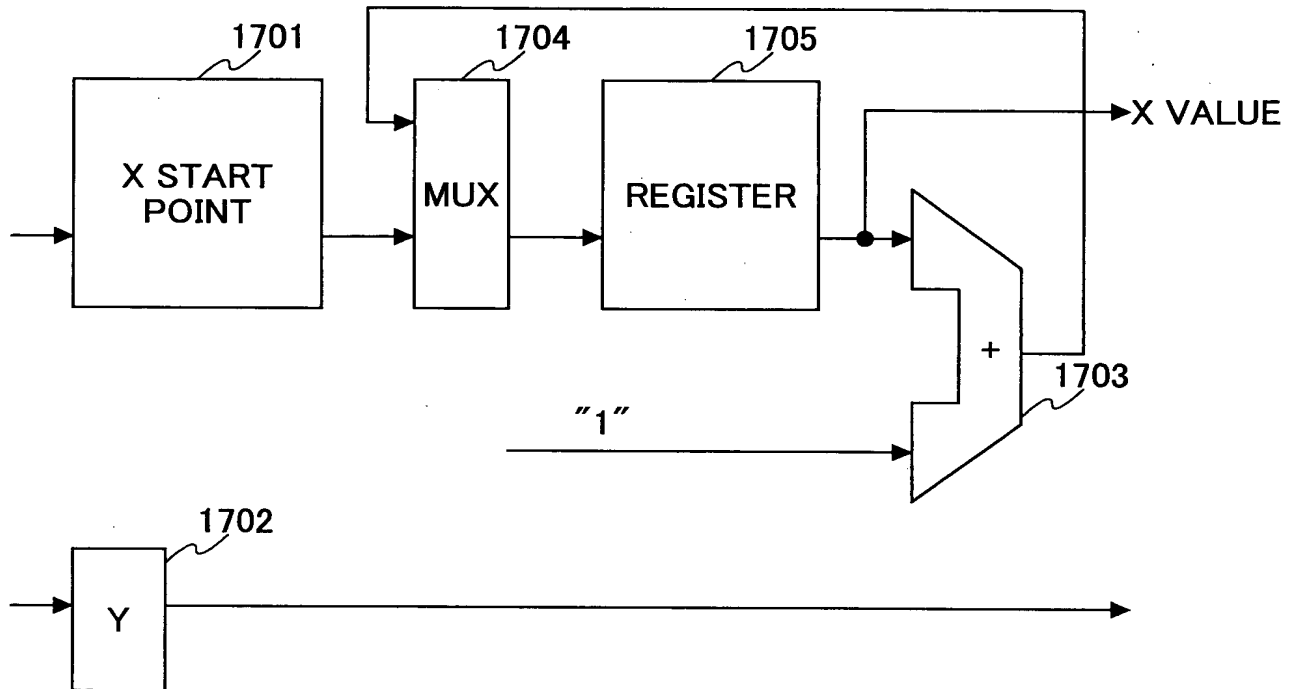 1701
1704
1705
X VALUE
X START
POINT
MUX
REGISTER
+
1703
"1"
1702
Y